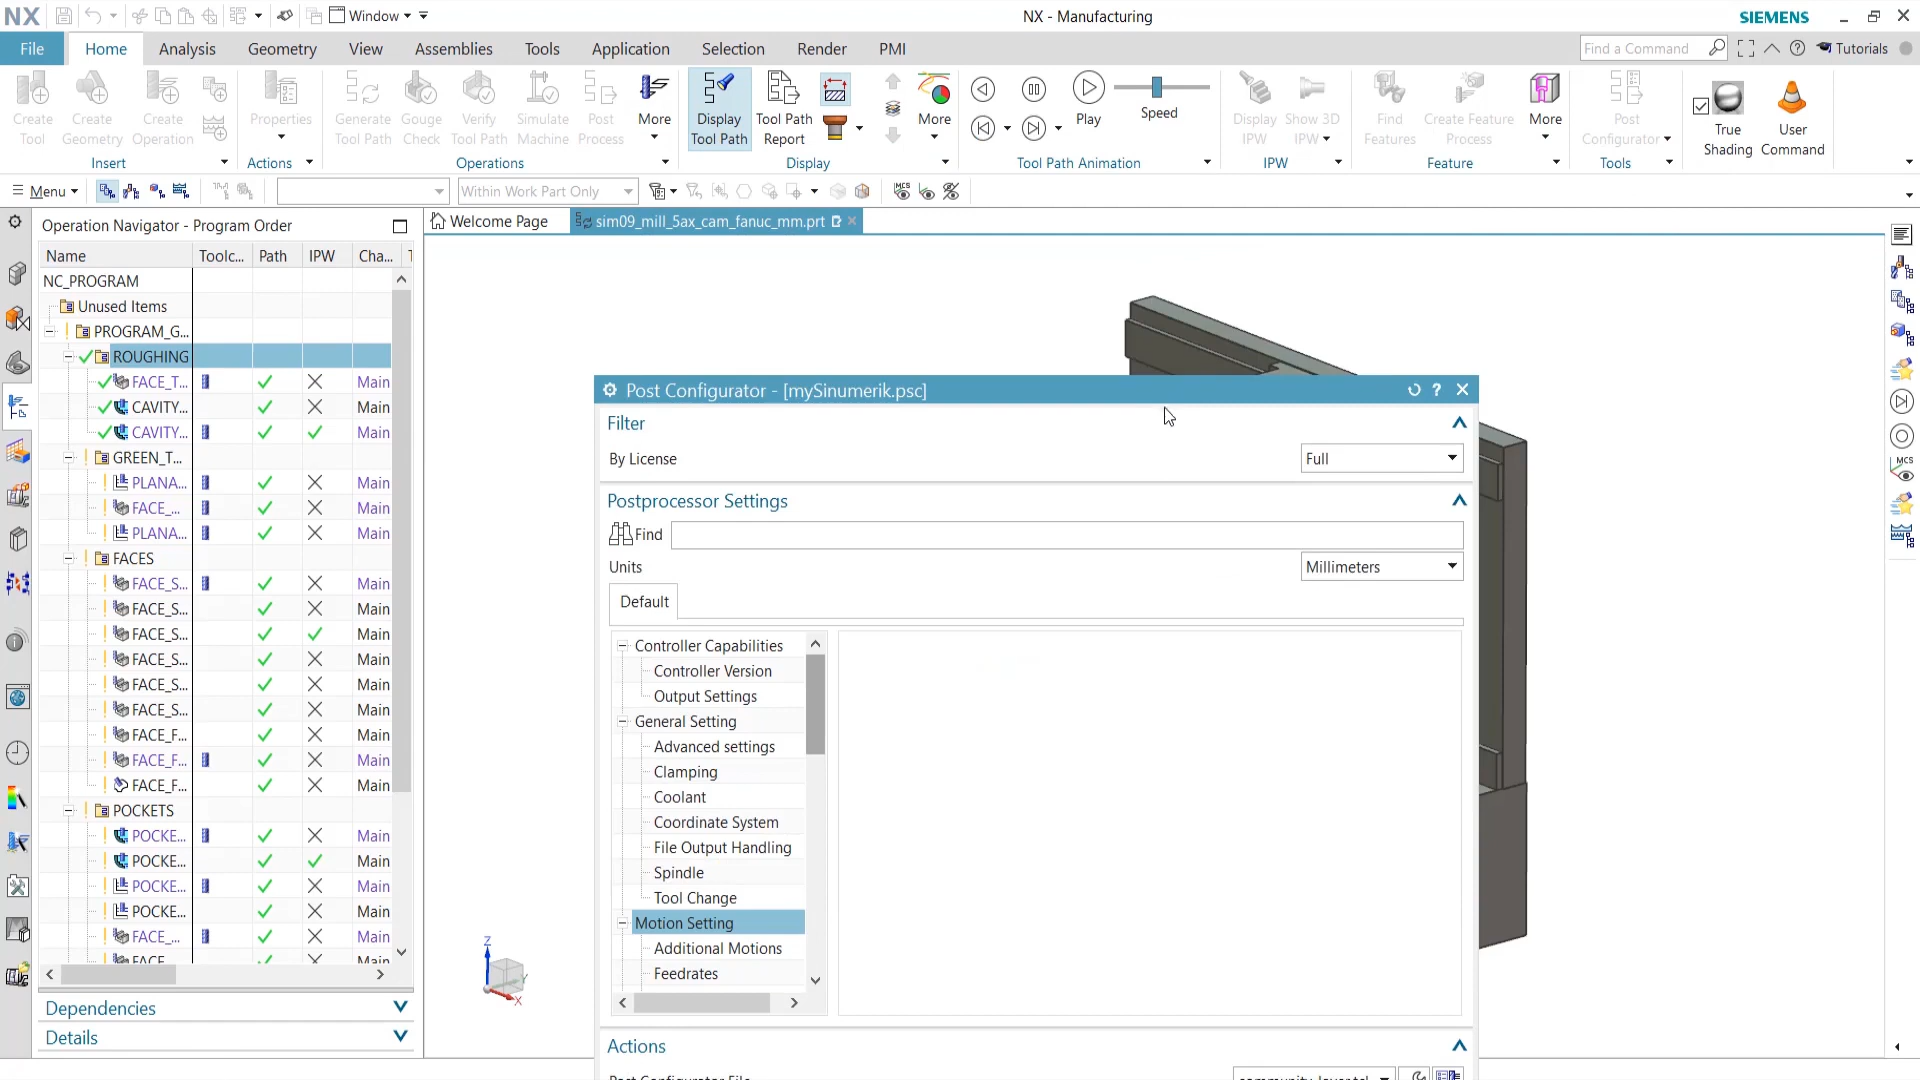 NX
Window
NX - Manufacturing
SIEMENS
File
Home
Analysis
Geometry
View
Assemblies
Tools
Application
Selection
Render
PMI
Find a Command
Tutorials
Create
Tool
Create
Geometry
Create
Operation
Insert
Properties
Actions
Generate
Tool Path
Gouge
Check
Verify
Tool Path
Simulate
Machine
Post
Process
More
Operations
Display
Tool Path
Tool Path
Report
More
Display
Play
Speed
Tool Path Animation
Display
IPW
Show 3D
IPW
IPW
Find
Features
Create Feature
Process
More
Feature
Post
Configurator
Tools
True
Shading
User
Command
Menu
Within Work Part Only
MCS
Operation Navigator - Program Order
Welcome Page
sim09_mill_5ax_cam_fanuc_mm.prt
Name Toolc... Path IPW Cha...
NC_PROGRAM
Unused Items
PROGRAM_G...
ROUGHING
FACE_T... Main
CAVITY... Main
CAVITY... Main
GREEN_T...
PLANA... Main
FACE_... Main
PLANA... Main
FACES
FACE_S... Main
FACE_S... Main
FACE_S... Main
FACE_S... Main
FACE_S... Main
FACE_S... Main
FACE_F... Main
FACE_F... Main
FACE_F... Main
POCKETS
POCKE... Main
POCKE... Main
POCKE... Main
POCKE... Main
FACE_... Main
FACE Main
Dependencies
Details
Post Configurator - [mySinumerik.psc]
Filter
By License
Full
Postprocessor Settings
Find
Units
Millimeters
Default
Controller Capabilities
Controller Version
Output Settings
General Setting
Advanced settings
Clamping
Coolant
Coordinate System
File Output Handling
Spindle
Tool Change
Motion Setting
Additional Motions
Feedrates
Actions
Post Configurator File
Z
Y
X
MCS